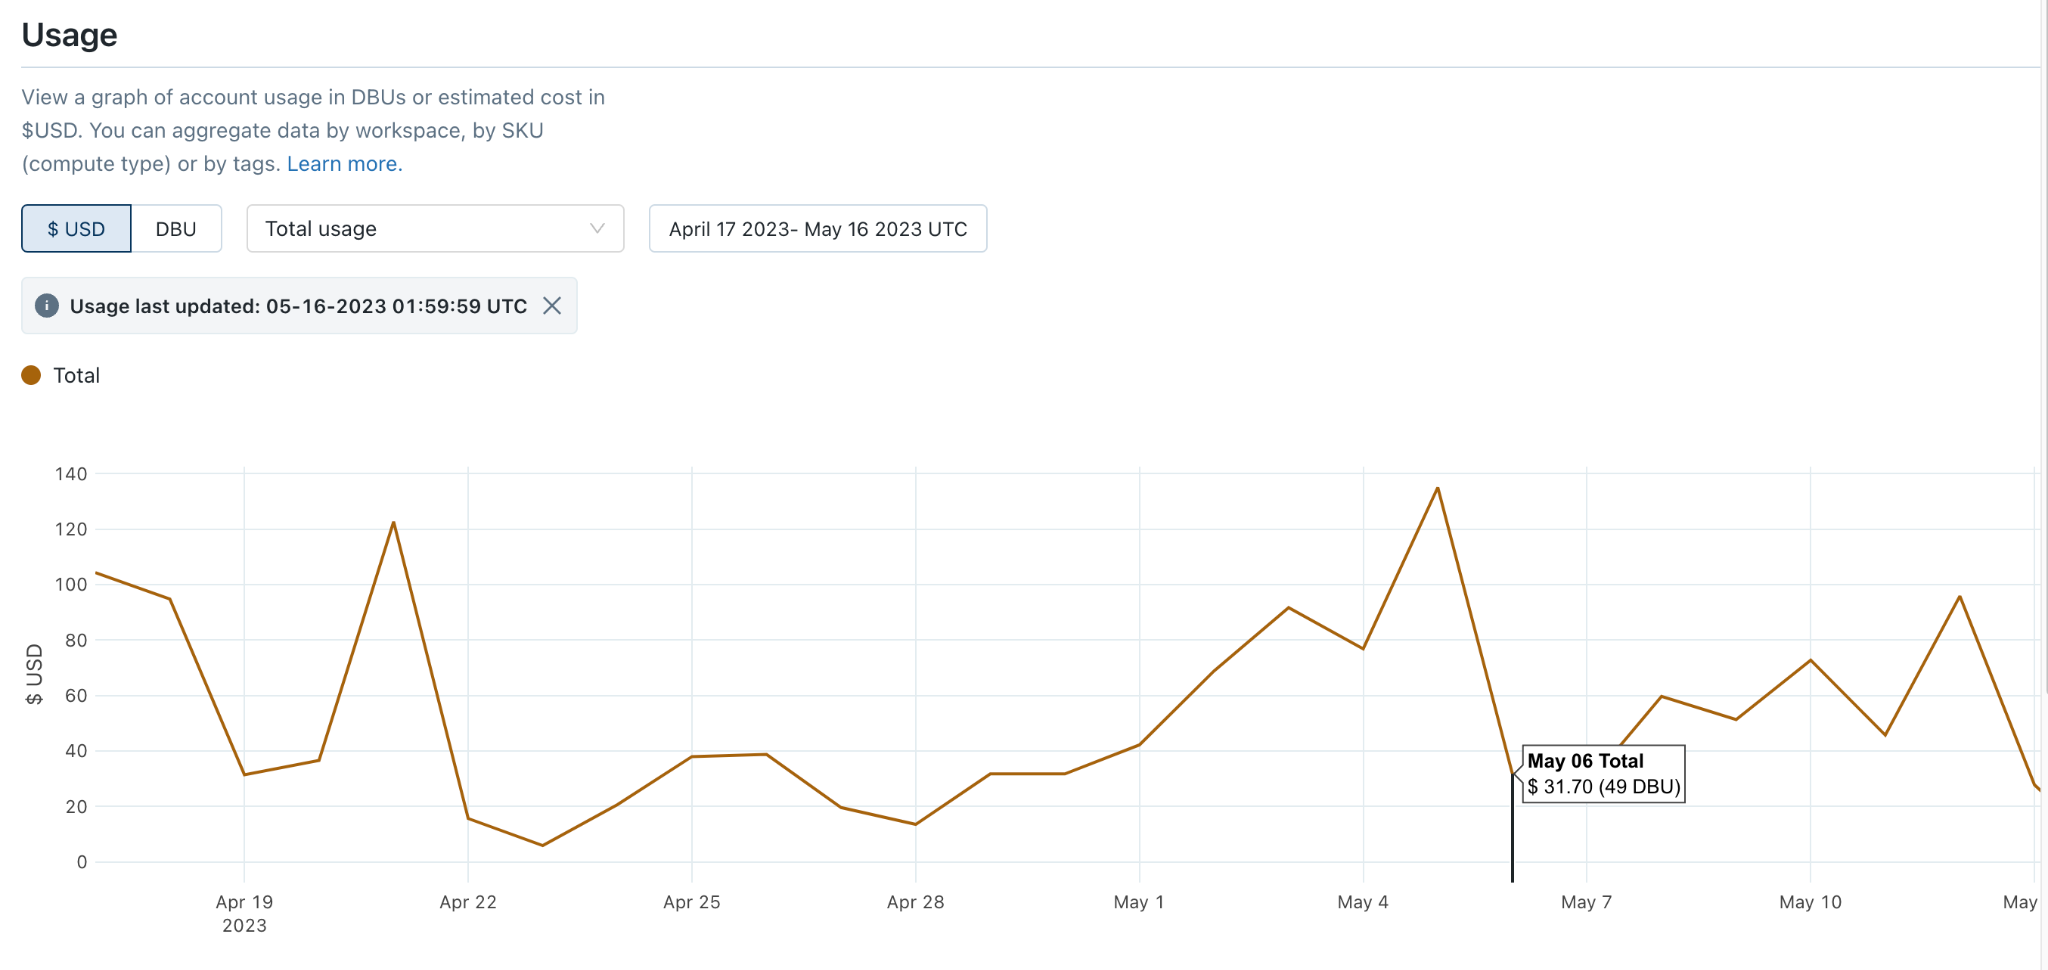 Usage
View a graph of account usage in DBUs or estimated cost in
$USD. You can aggregate data by workspace, by SKU
(compute type) or by tags. Learn more.
$ USD DBU Total usage April 17 2023- May 16 2023 UTC
i Usage last updated: 05-16-2023 01:59:59 UTC
Total
140
120
100
80
60
40
20
0
$ USD
May 06 Total
$ 31.70 (49 DBU)
Apr 19 Apr 22 Apr 25 Apr 28 May 1 May 4 May 7 May 10 May
2023